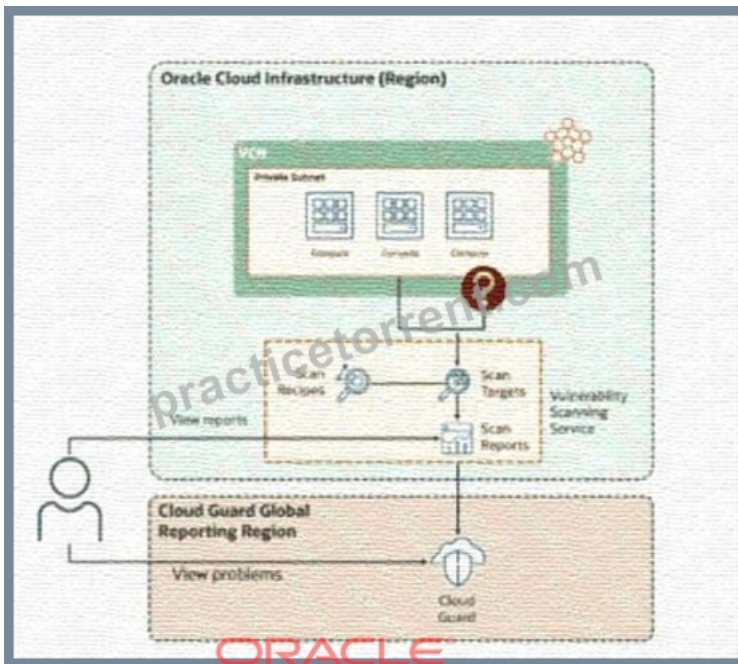 Oracle Cloud Infrastructure (Region)
VCN
Private Subnet
Compute Compute Compute
practicetorrent.com
Scan
Recipes
Scan
Targets
Vulnerability
Scanning
Service
View reports
Scan
Reports
Cloud Guard Global
Reporting Region
View problems
Cloud
Guard
ORACLE